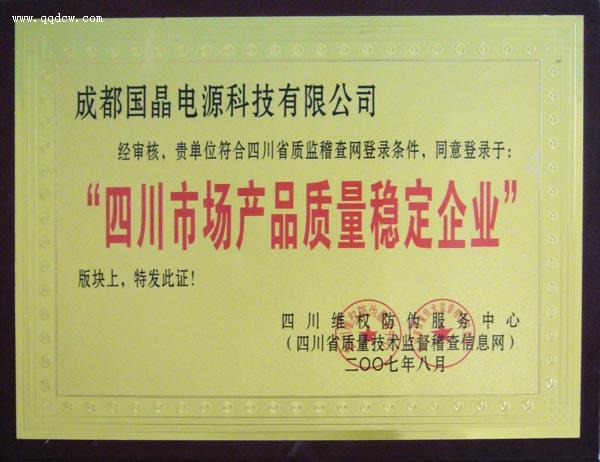 www.qqdcw.com
成都国晶电源科技有限公司
经审核，贵单位符合四川省质监稽查网登录条件，同意登录于：
“四川市场产品质量稳定企业”
版块上，特发此证！
四川维权防伪服务中心
（四川省质量技术监督稽查信息网）
二〇〇七年八月